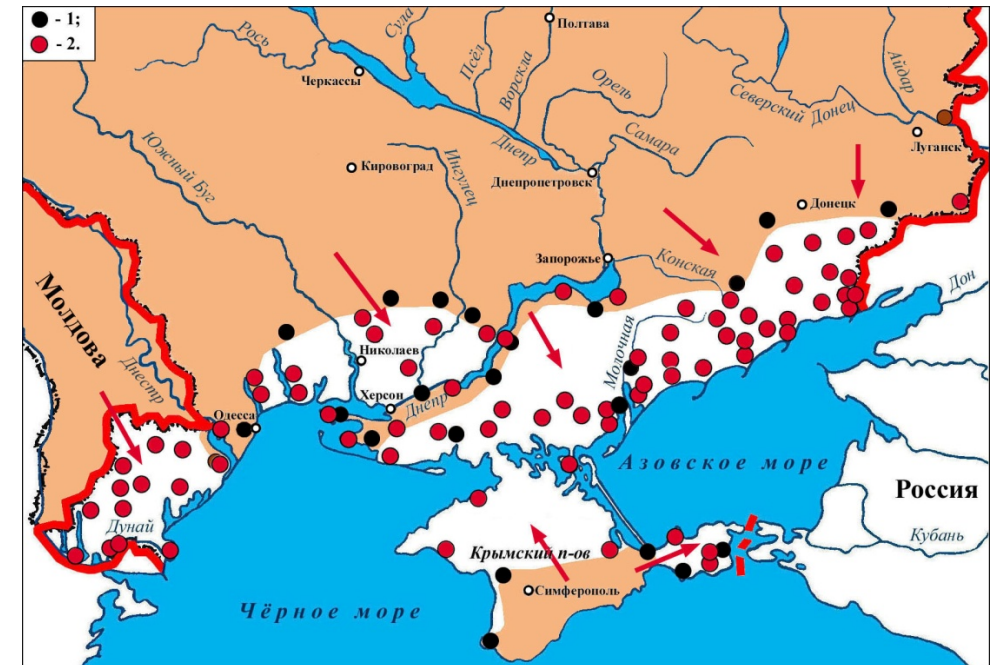 - 1;
- 2.
Полтава
Сула
Рось
Псёл
Ворскла
Черкассы
Орель
Айдар
Северский Донец
Луганск
Южный Буг
Кировоград
Ингулец
Днепр
Самара
Днепропетровск
Донецк
Запорожье
Конская
Дон
Молдова
Днестр
Николаев
Молочная
Херсон
Днепр
Одесса
Азовское море
Россия
Кубань
Дунай
Крымский п-ов
Симферополь
Чёрное море